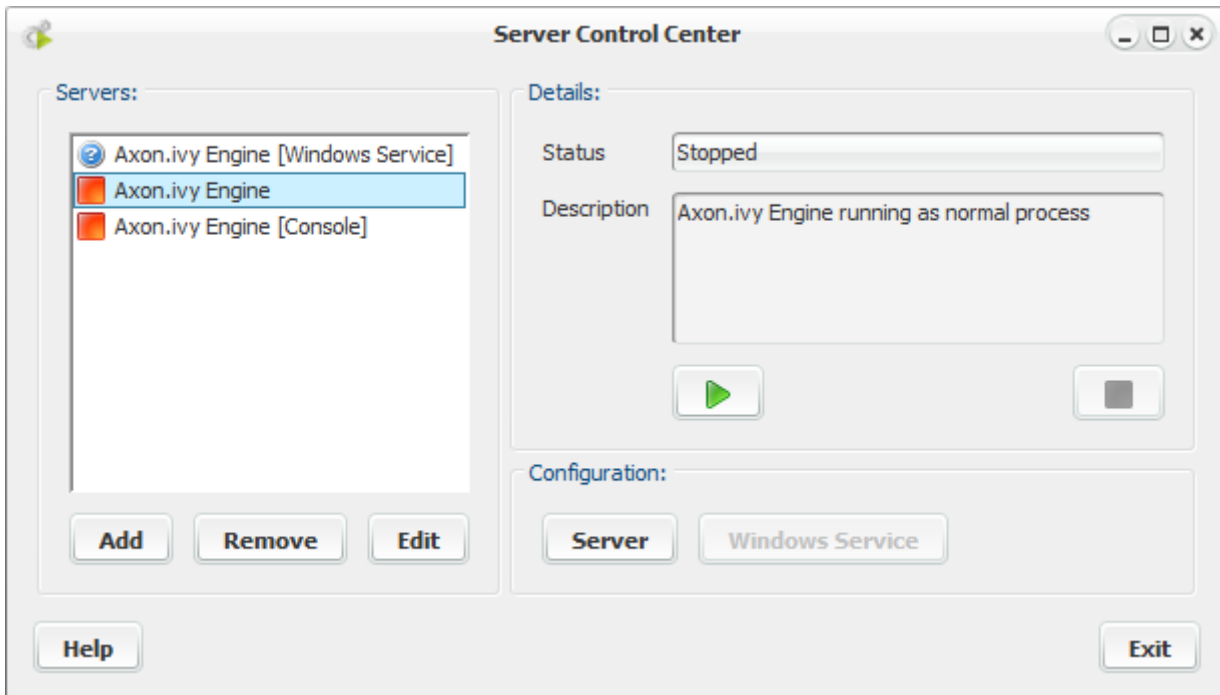 Server Control Center
Servers:
Axon.ivy Engine [Windows Service]
Axon.ivy Engine
Axon.ivy Engine [Console]
Add
Remove
Edit
Details:
Status
Stopped
Description
Axon.ivy Engine running as normal process
Configuration:
Server
Windows Service
Help
Exit